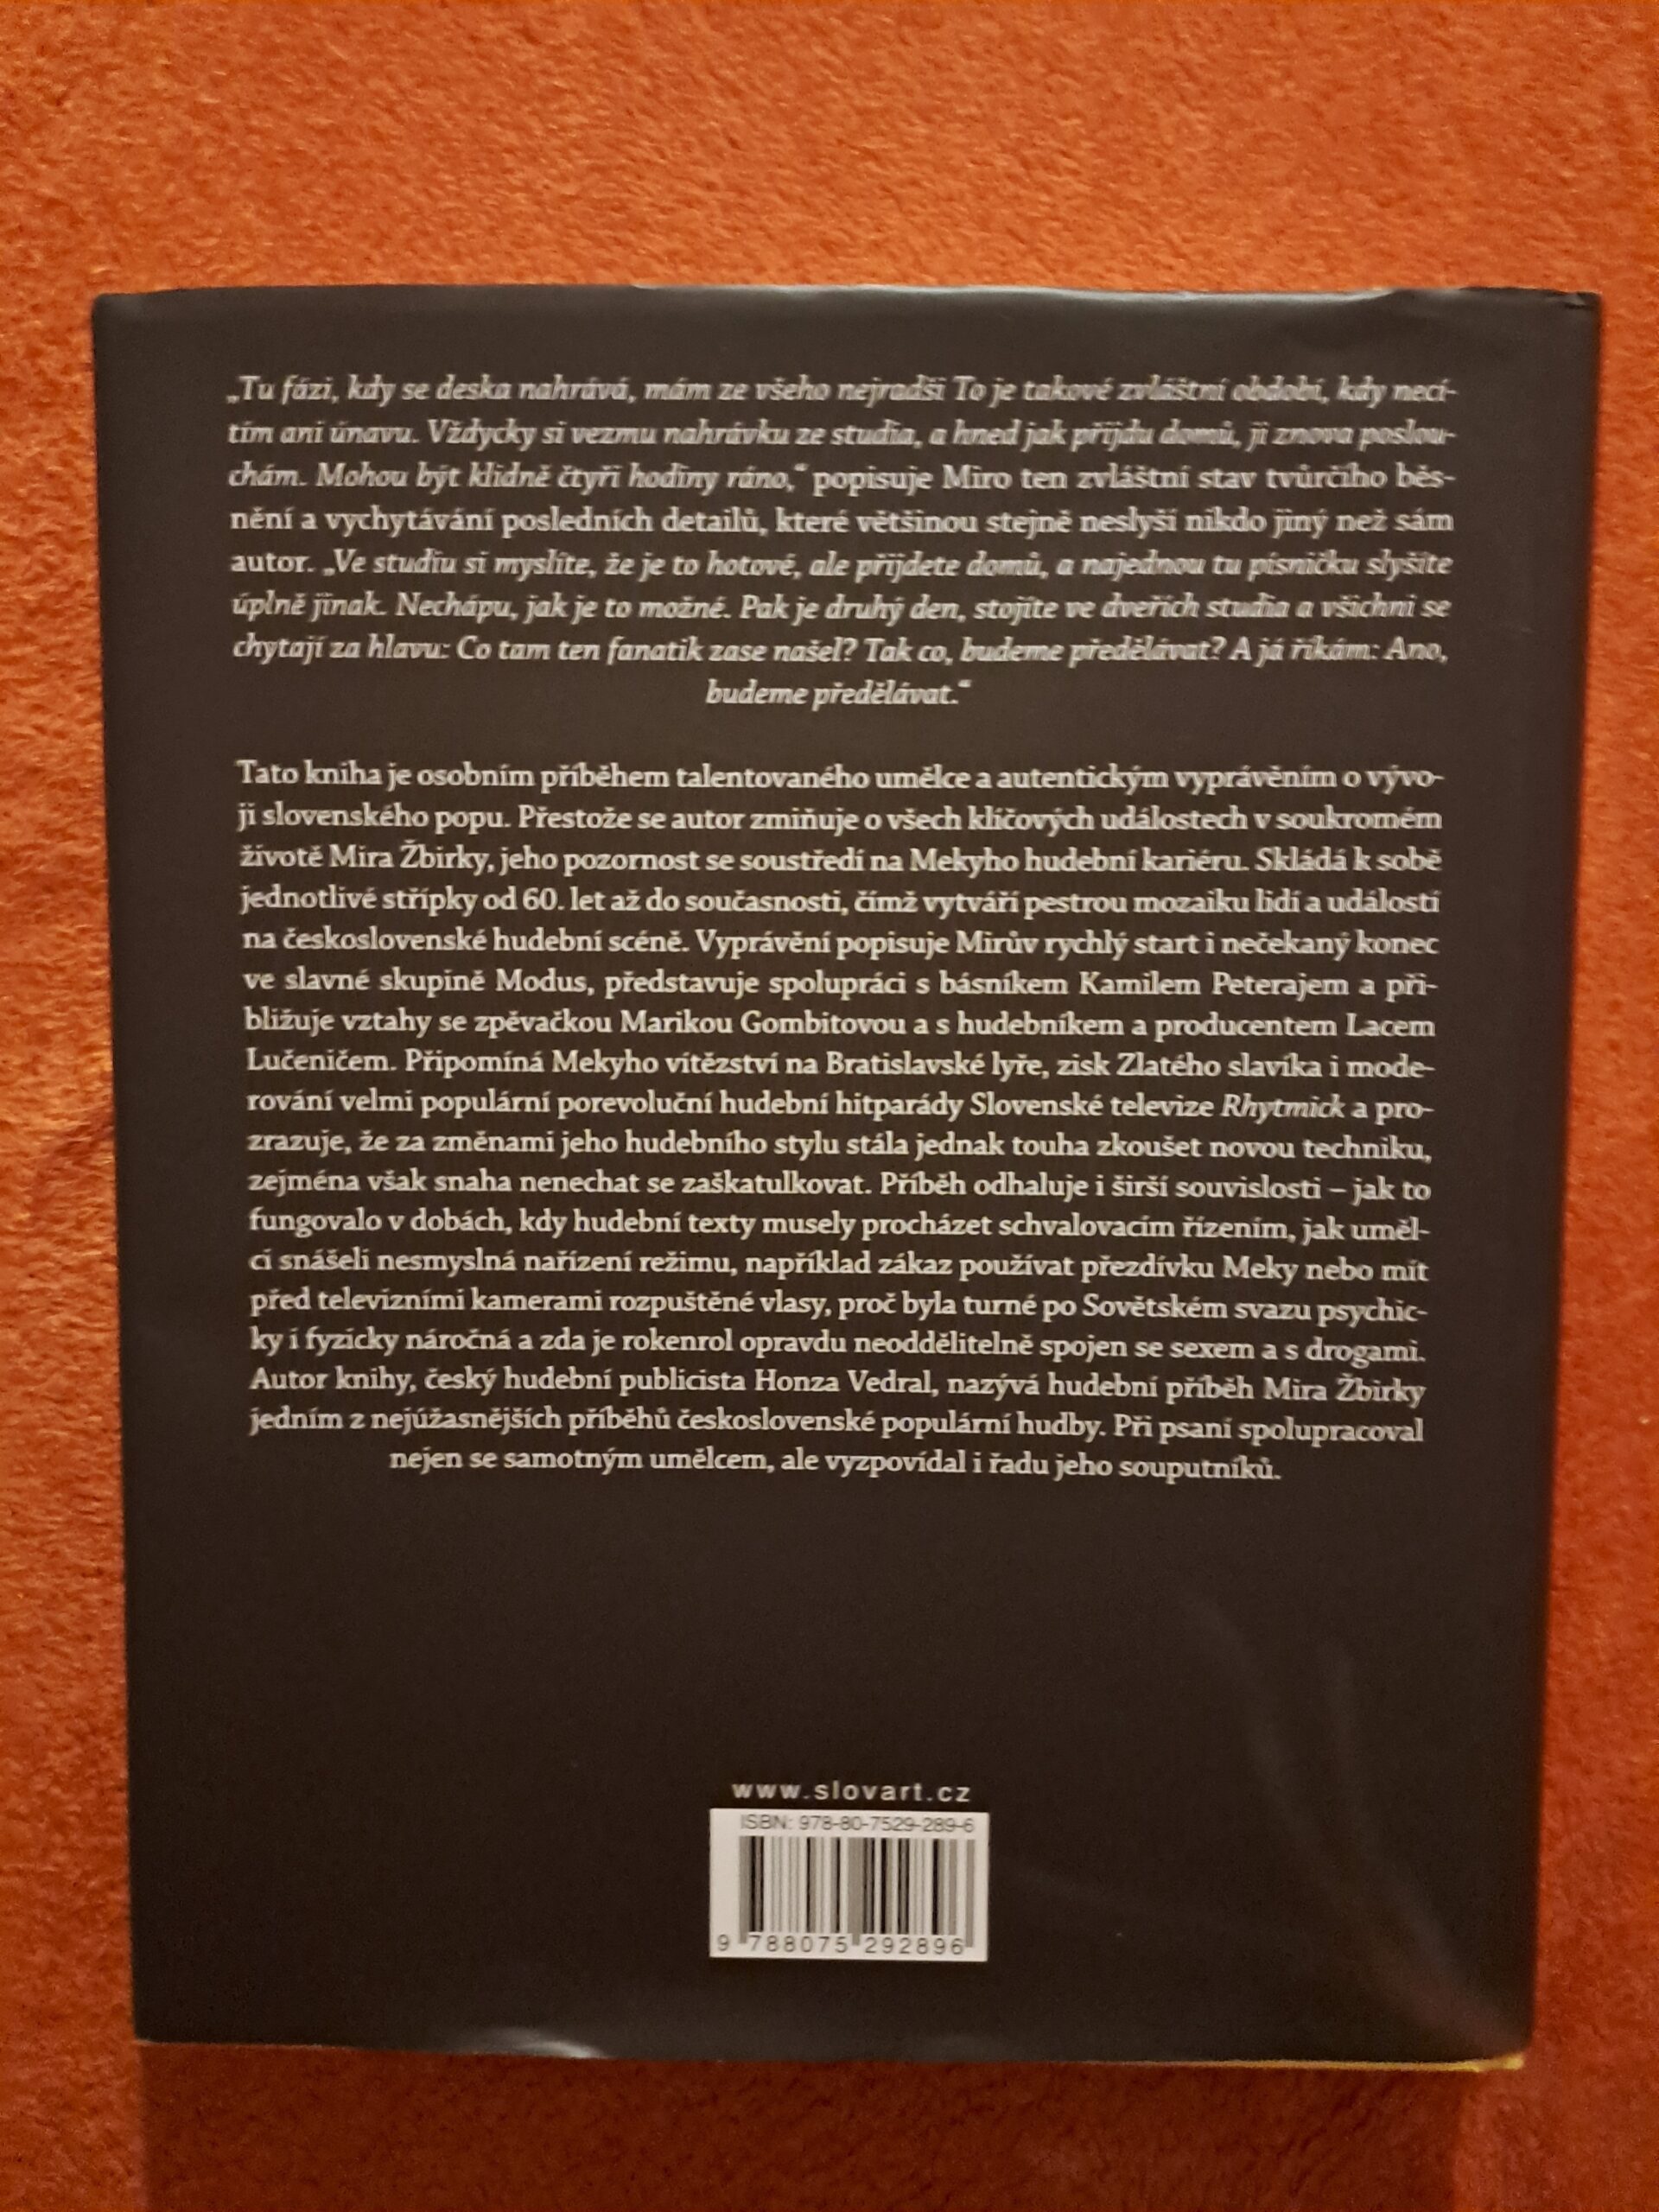 „Tu fázi, kdy se deska nahrává, mám ze všeho nejradši To je takové zvláštní období, kdy necí-
tím ani únavu. Vždycky si vezmu nahrávku ze studia, a hned jak přijdu domů, ji znova poslou-
chám. Mohou být klidně čtyři hodiny ráno,“ popisuje Miro ten zvláštní stav tvůrčího běs-
nění a vychytávání posledních detailů, které většinou stejně neslyší nikdo jiný než sám
autor. „Ve studiu si myslíte, že je to hotové, ale přijdete domů, a najednou tu písničku slyšíte
úplně jinak. Nechápu, jak je to možné. Pak je druhý den, stojíte ve dveřích studia a všichni se
chytají za hlavu: Co tam ten fanatik zase našel? Tak co, budeme předělávat? A já říkám: Ano,
budeme předělávat.“
Tato kniha je osobním příběhem talentovaného umělce a autentickým vyprávěním o vývo-
ji slovenského popu. Přestože se autor zmiňuje o všech klíčových událostech v soukromém
životě Mira Žbirky, jeho pozornost se soustředí na Mekyho hudební kariéru. Skládá k sobě
jednotlivé střípky od 60. let až do současnosti, čímž vytváří pestrou mozaiku lidí a událostí
na československé hudební scéně. Vyprávění popisuje Mirův rychlý start i nečekaný konec
ve slavné skupině Modus, představuje spolupráci s básníkem Kamilem Peterajem a při-
bližuje vztahy se zpěvačkou Marikou Gombitovou a s hudebníkem a producentem Lacem
Lučeničem. Připomíná Mekyho vítězství na Bratislavské lyře, zisk Zlatého slavíka i mode-
rování velmi populární porevoluční hudební hitparády Slovenské televize Rhytmick a pro-
zrazuje, že za změnami jeho hudebního stylu stála jednak touha zkoušet novou techniku,
zejména však snaha nenechat se zaškatulkovat. Příběh odhaluje i širší souvislosti – jak to
fungovalo v dobách, kdy hudební texty musely procházet schvalovacím řízením, jak uměl-
ci snášeli nesmyslná nařízení režimu, například zákaz používat přezdívku Meky nebo mít
před televizními kamerami rozpuštěné vlasy, proč byla turné po Sovětském svazu psychic-
ky i fyzicky náročná a zda je rokenrol opravdu neoddělitelně spojen se sexem a s drogami.
Autor knihy, český hudební publicista Honza Vedral, nazývá hudební příběh Mira Žbirky
jedním z nejúžasnějších příběhů československé populární hudby. Při psaní spolupracoval
nejen se samotným umělcem, ale vyzpovídal i řadu jeho souputníků.
www.slovart.cz
ISBN: 978-80-7529-289-6
9 788075 292896